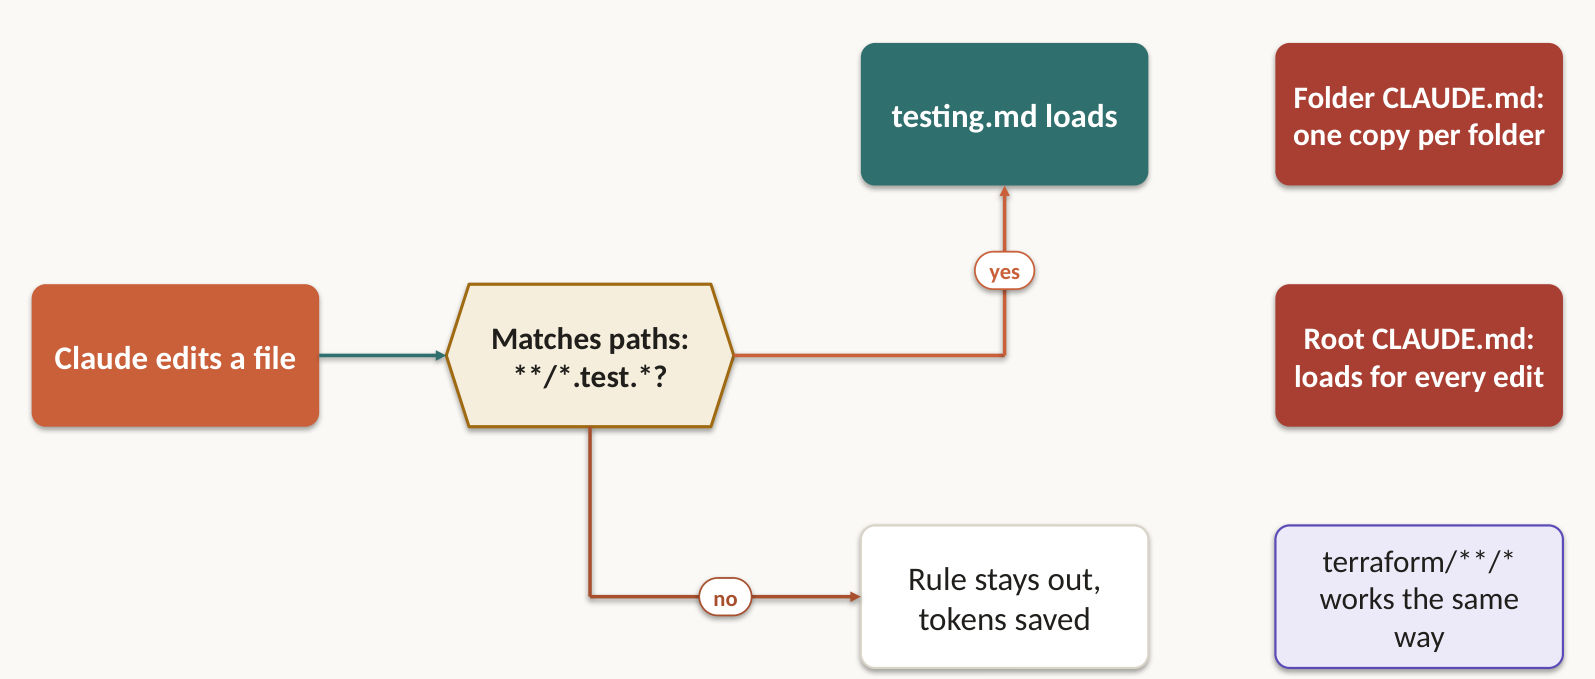 testing.md loads
Folder CLAUDE.md:
one copy per folder
yes
Claude edits a file
Matches paths:
**/*.test.*?
Root CLAUDE.md:
loads for every edit
no
Rule stays out,
tokens saved
terraform/**/*
works the same
way